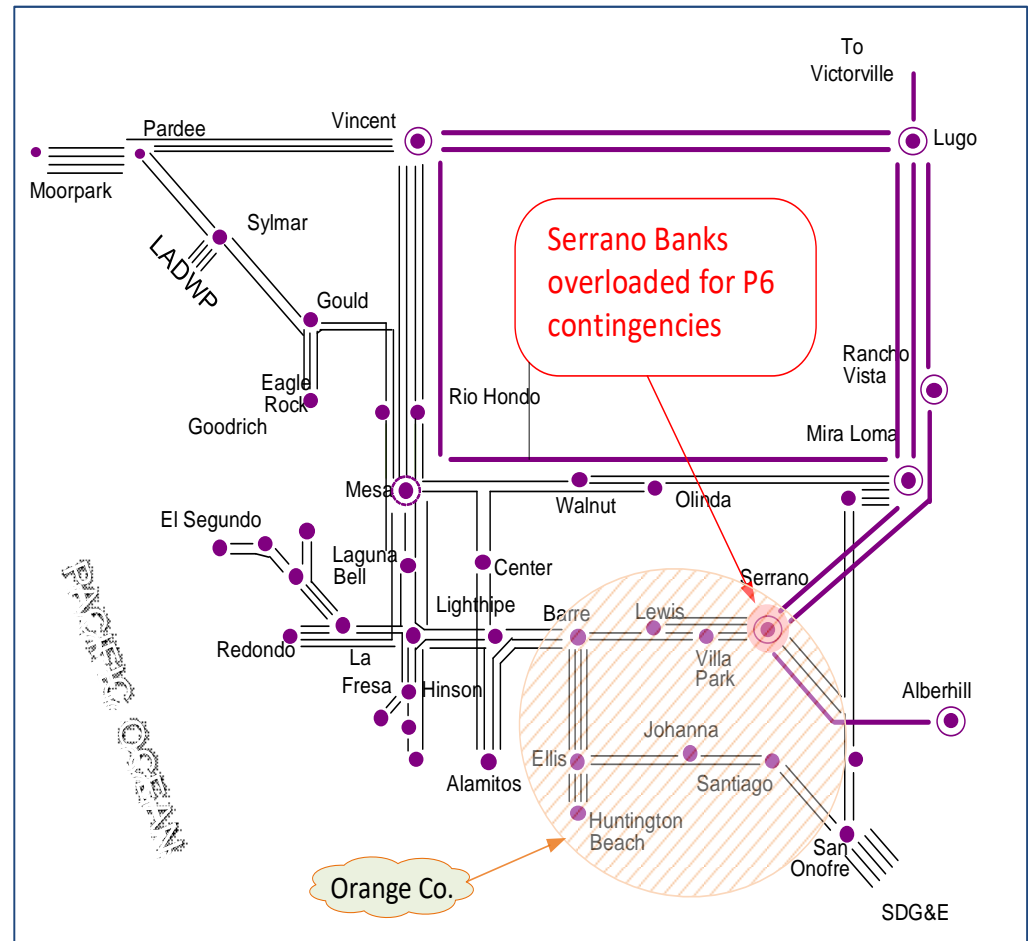 To
Victorville
Vincent
Pardee
Lugo
Moorpark
Sylmar
LADWP
Serrano Banks
overloaded for P6
contingencies
Gould
Rancho
Vista
Eagle
Rock
Rio Hondo
Goodrich
Mira Loma
Mesa
Walnut
Olinda
El Segundo
Laguna
Bell
Center
Serrano
Lighthipe
Barre
Lewis
Redondo
La
Fresa
Villa
Park
Hinson
Alberhill
Johanna
Ellis
Alamitos
Santiago
Huntington
Beach
San
Onofre
Orange Co.
SDG&E
PACIFIC OCEAN